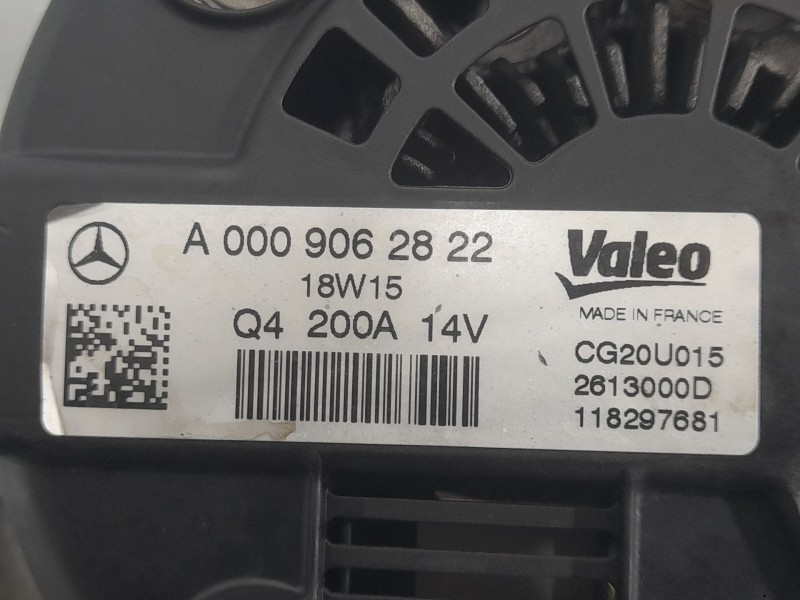 A 000 906 28 22
18W15
Q4 200A 14V
Valeo
MADE IN FRANCE
CG20U015
2613000D
118297681